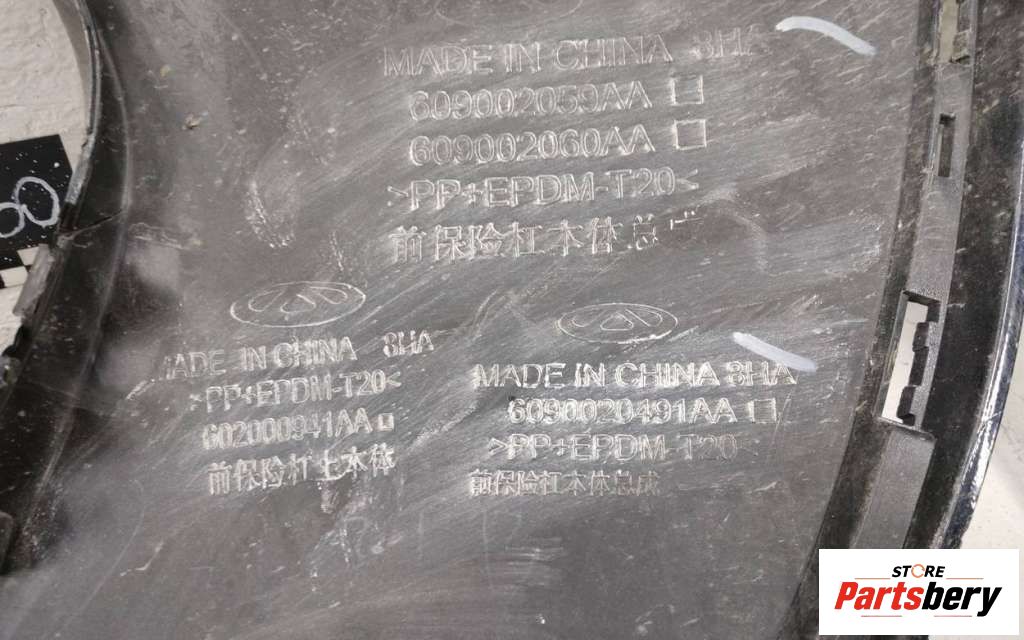 MADE IN CHINA 8HA
609002059AA
609002060AA
>PP+EPDM-T20<
前保险杠本体总
MADE IN CHINA 8HA
>PP+EPDM-T20<
602000941AA
前保险杠上本体
MADE IN CHINA 8HA
6090020491AA
>PP+EPDM-T20<
前保险杠本体总成
STORE
Partsbery